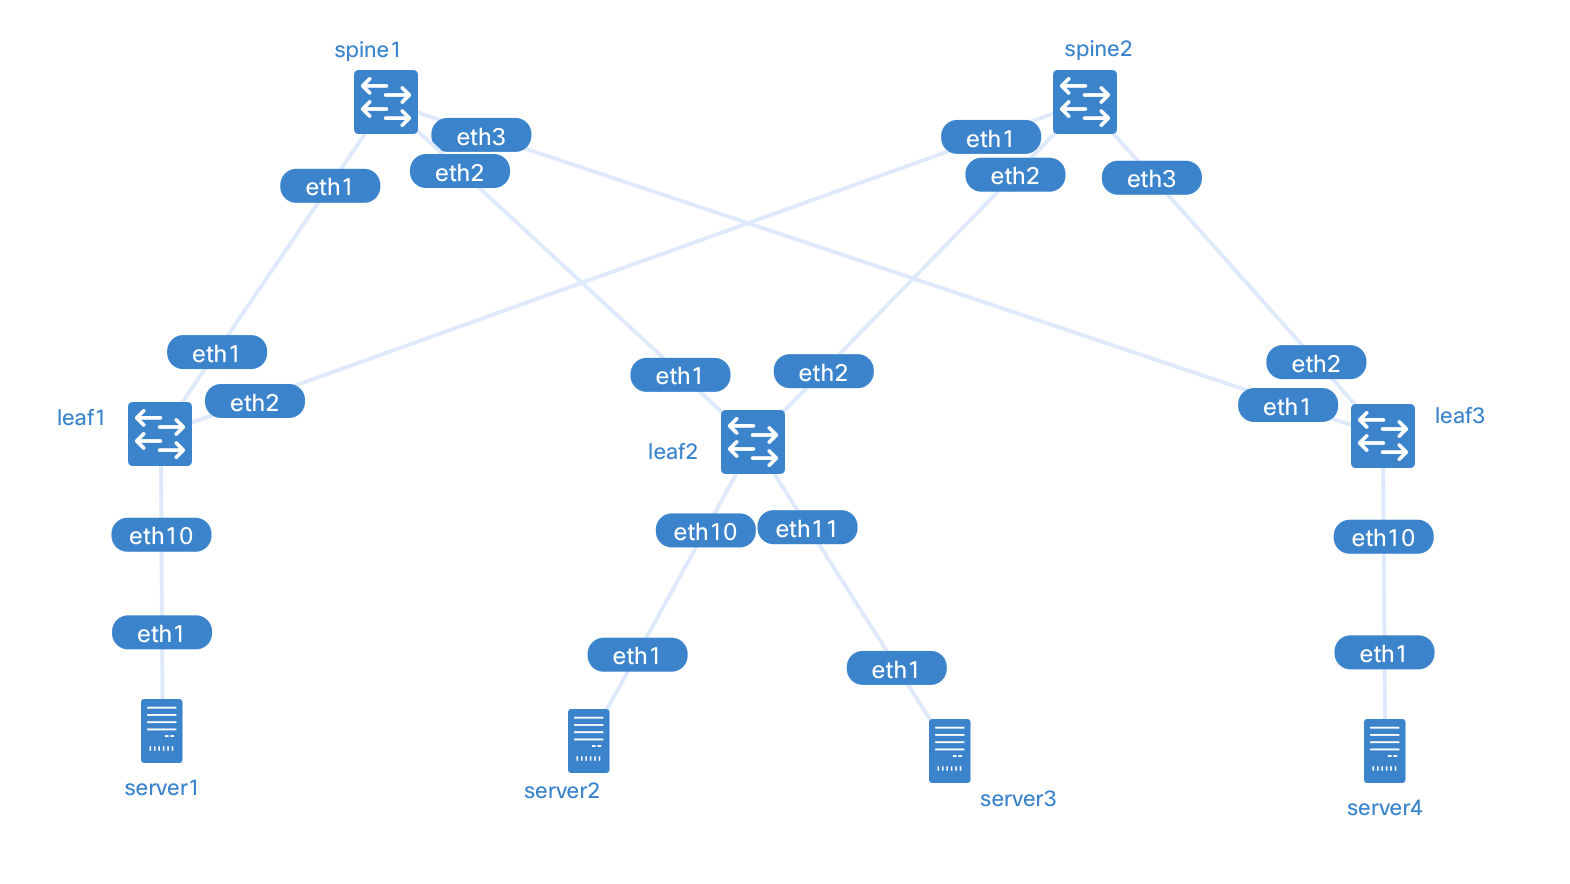 spine1
spine2
eth3
eth1
eth2
eth2
eth3
eth1
eth1
eth2
eth1
eth2
eth2
eth1
leaf1
leaf2
leaf3
eth10
eth10
eth11
eth10
eth1
eth1
eth1
eth1
server1
server2
server3
server4